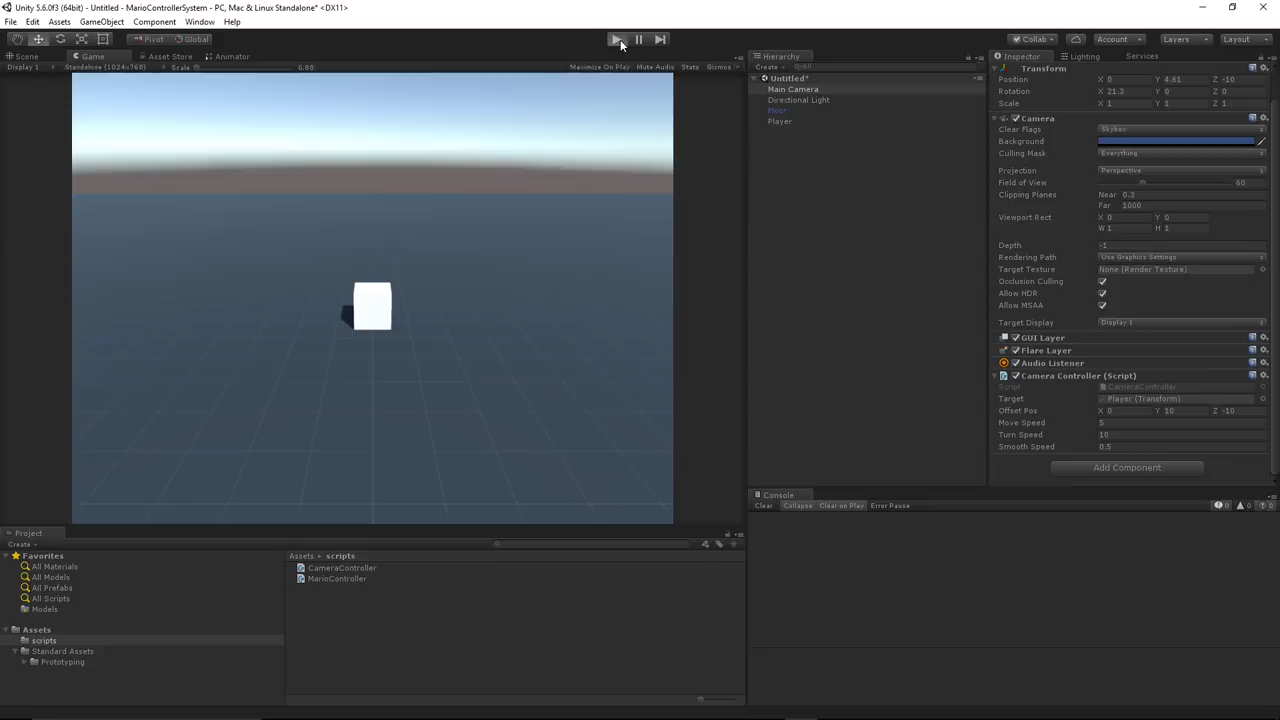 Unity 5.6.0f3 (64bit) - Untitled - MarioControllerSystem - PC, Mac & Linux Standalone* <DX11>
File Edit Assets GameObject Component Window Help
Pivot Global Collab Account Layers Layout
Scene Game Asset Store Animator
Display 1 Standalone (1024x768) Scale 0.88: Maximize On Play Mute Audio Stats Gizmos
Hierarchy
Create All
Untitled*
Main Camera
Directional Light
Floor
Player
Inspector Lighting Services
Transform
Position X 0 Y 4.61 Z -10
Rotation X 21.3 Y 0 Z 0
Scale X 1 Y 1 Z 1
Camera
Clear Flags Skybox
Background
Culling Mask Everything
Projection Perspective
Field of View 60
Clipping Planes Near 0.3
Far 1000
Viewport Rect X 0 Y 0
W 1 H 1
Depth -1
Rendering Path Use Graphics Settings
Target Texture None (Render Texture)
Occlusion Culling
Allow HDR
Allow MSAA
Target Display Display 1
GUI Layer
Flare Layer
Audio Listener
Camera Controller (Script)
Script CameraController
Target Player (Transform)
Offset Pos X 0 Y 10 Z -10
Move Speed 5
Turn Speed 10
Smooth Speed 0.5
Add Component
Console
Clear Collapse Clear on Play Error Pause 0 0 0
Project
Create
Favorites
All Materials
All Models
All Prefabs
All Scripts
Models
Assets
scripts
Standard Assets
Prototyping
Assets scripts
CameraController
MarioController